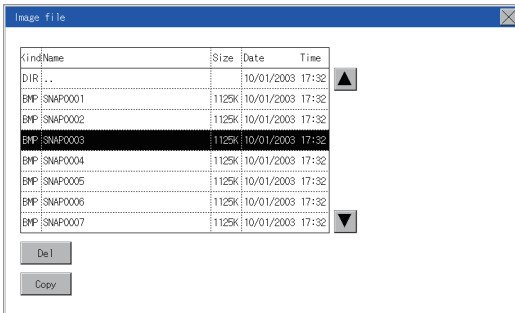 Image file
Kind Name Size Date Time
DIR .. 10/01/2003 17:32
BMP SNAP0001 1125K 10/01/2003 17:32
BMP SNAP0002 1125K 10/01/2003 17:32
BMP SNAP0003 1125K 10/01/2003 17:32
BMP SNAP0004 1125K 10/01/2003 17:32
BMP SNAP0005 1125K 10/01/2003 17:32
BMP SNAP0006 1125K 10/01/2003 17:32
BMP SNAP0007 1125K 10/01/2003 17:32
Del
Copy